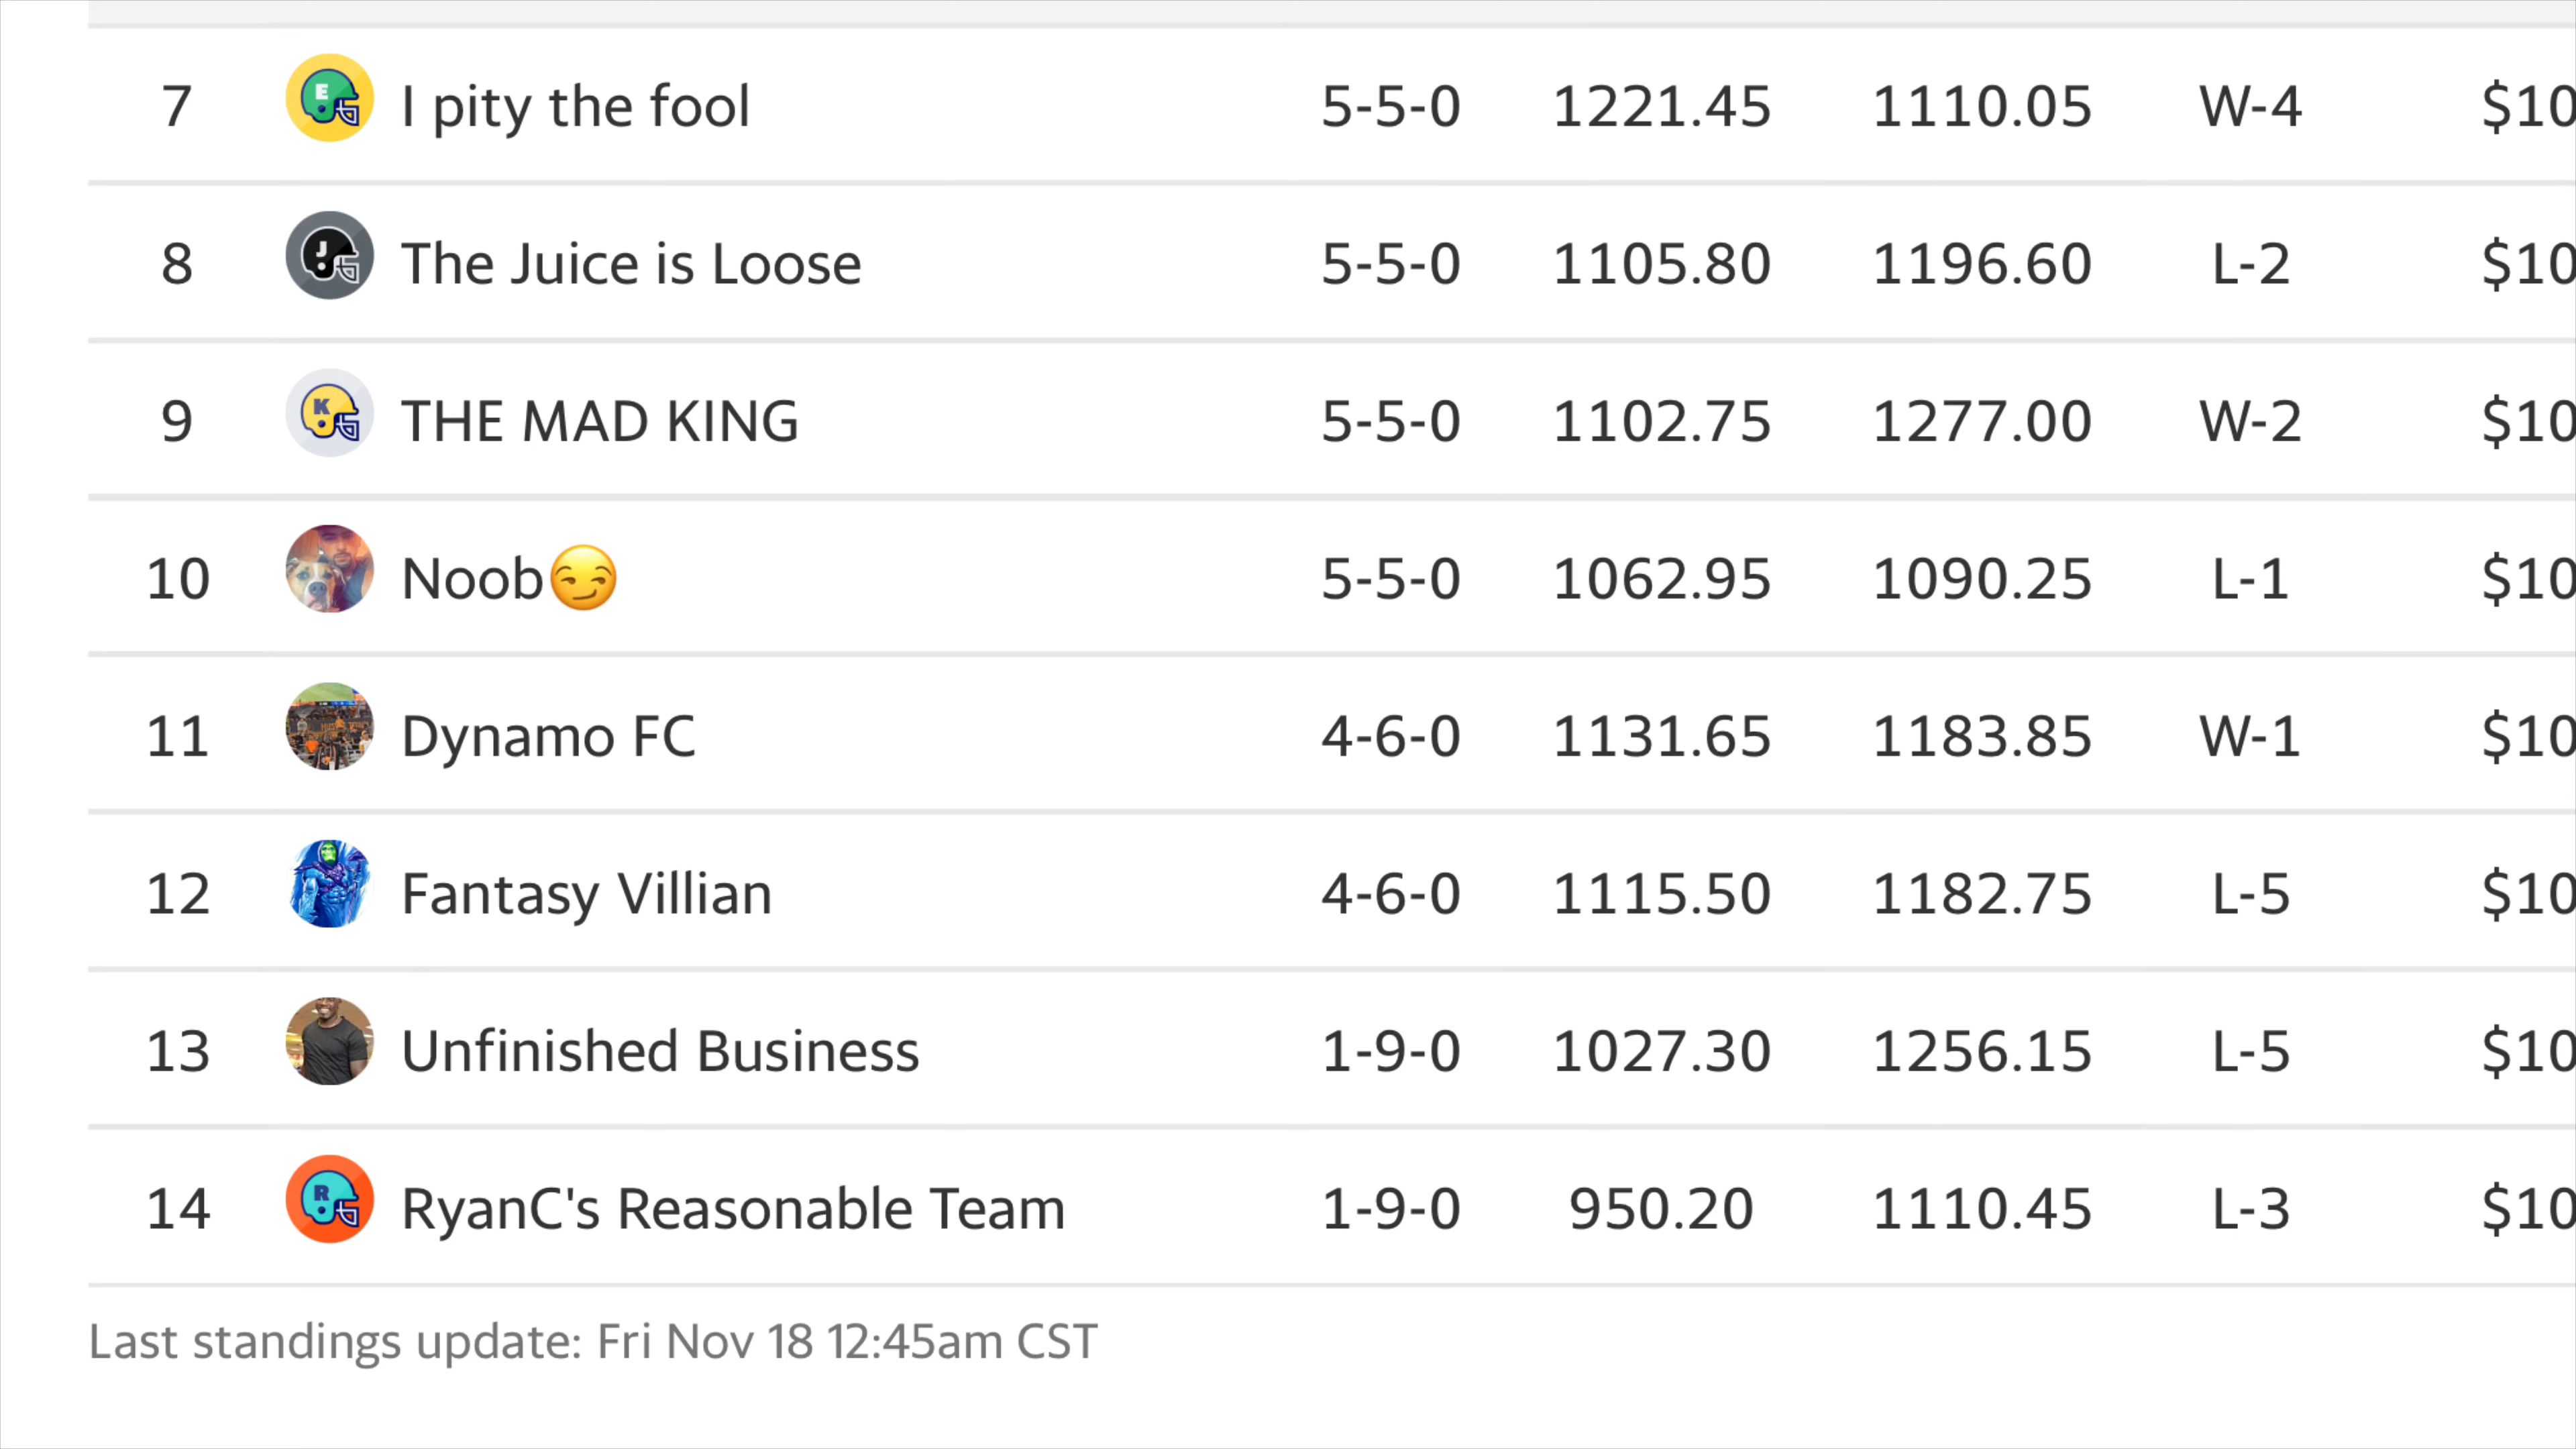 7 E I pity the fool 5-5-0 1221.45 1110.05 W-4 $10
8 J The Juice is Loose 5-5-0 1105.80 1196.60 L-2 $10
9 K THE MAD KING 5-5-0 1102.75 1277.00 W-2 $10
10 Noob😏 5-5-0 1062.95 1090.25 L-1 $10
11 Dynamo FC 4-6-0 1131.65 1183.85 W-1 $10
12 Fantasy Villian 4-6-0 1115.50 1182.75 L-5 $10
13 Unfinished Business 1-9-0 1027.30 1256.15 L-5 $10
14 R RyanC's Reasonable Team 1-9-0 950.20 1110.45 L-3 $10
Last standings update: Fri Nov 18 12:45am CST